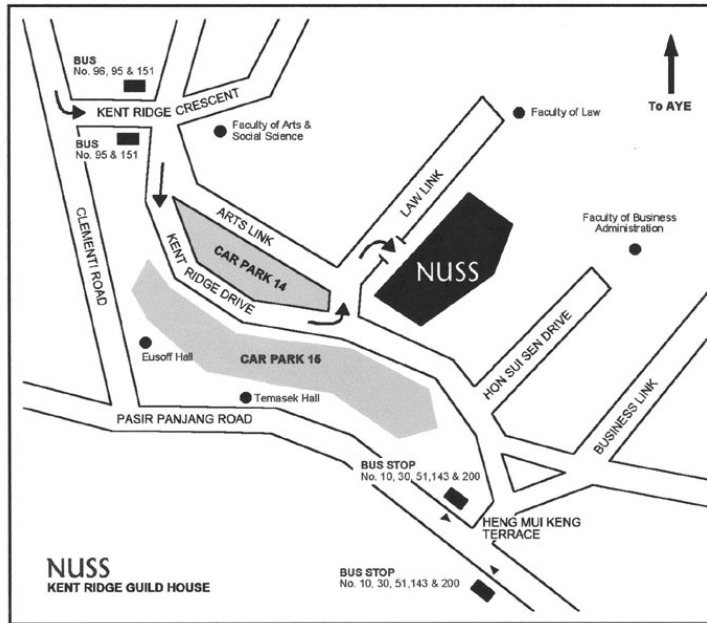 BUS
No. 96, 95 & 151
To AYE
KENT RIDGE CRESCENT
Faculty of Arts &
Social Science
Faculty of Law
BUS
No. 95 & 151
LAW LINK
ARTS LINK
CLEMENTI ROAD
Faculty of Business
Administration
KENT RIDGE DRIVE
CAR PARK 14
NUSS
HON SUI SEN DRIVE
Eusoff Hall
CAR PARK 15
Temasek Hall
BUSINESS LINK
PASIR PANJANG ROAD
BUS STOP
No. 10, 30, 51,143 & 200
HENG MUI KENG
TERRACE
NUSS
KENT RIDGE GUILD HOUSE
BUS STOP
No. 10, 30, 51,143 & 200